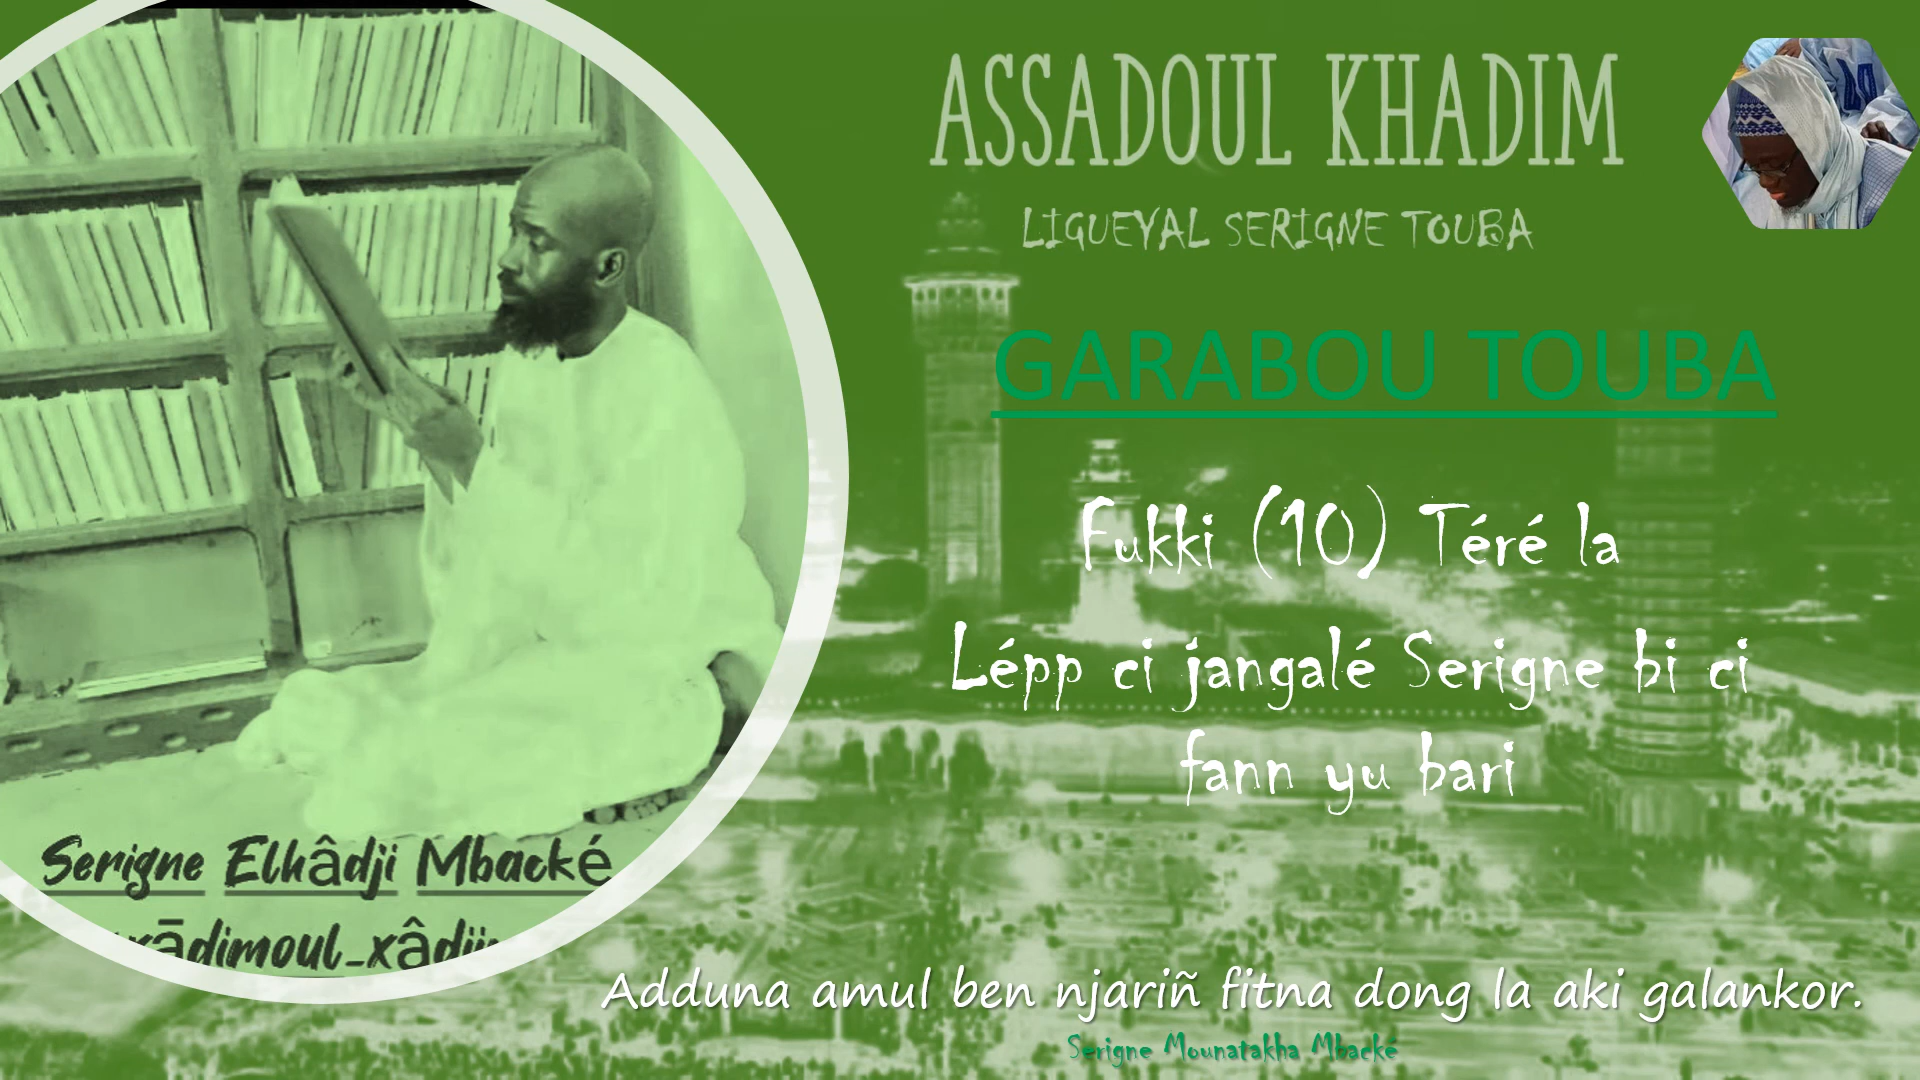 ASSADOUL KHADIM
LIGUEYAL SERIGNE TOUBA
GARABOU TOUBA
Fukki (10) Téré la
Lépp ci jangalé Serigne bi ci
fann yu bari
Serigne Elhâdji Mbacké
Adduna amul ben njariñ fitna dong la aki galankor.
Serigne Mounatakha Mbacké